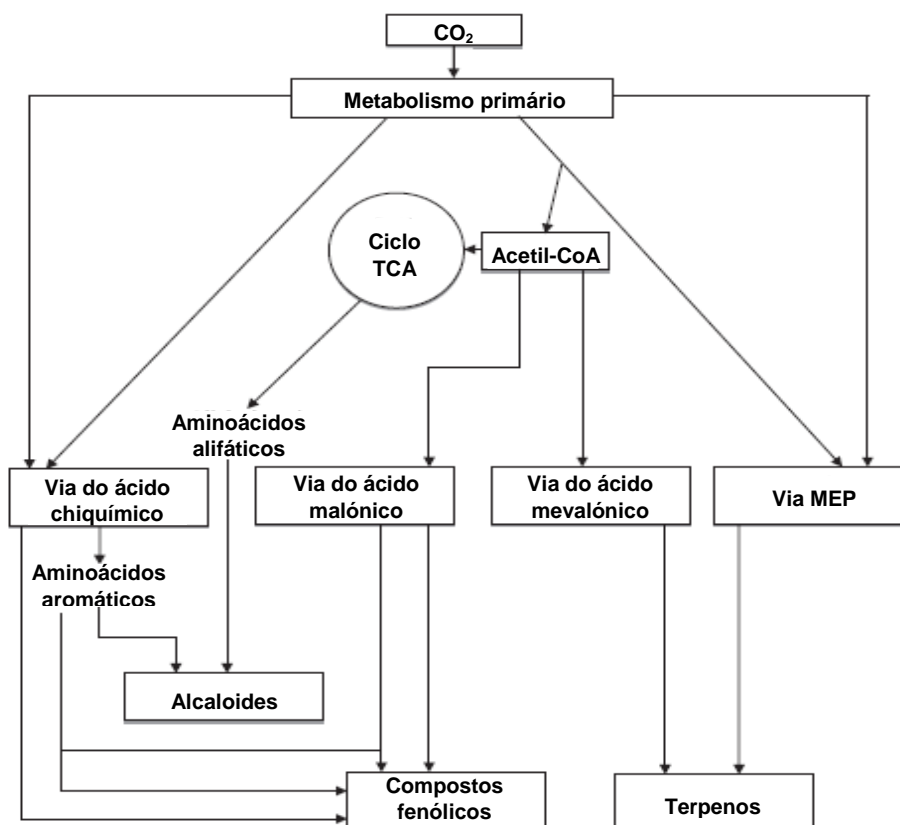 CO₂
Metabolismo primário
Ciclo
TCA
Acetil-CoA
Aminoácidos
alifáticos
Via do ácido
chiquímico
Via do ácido
malónico
Via do ácido
mevalónico
Via MEP
Aminoácidos
aromáticos
Alcaloides
Compostos
fenólicos
Terpenos